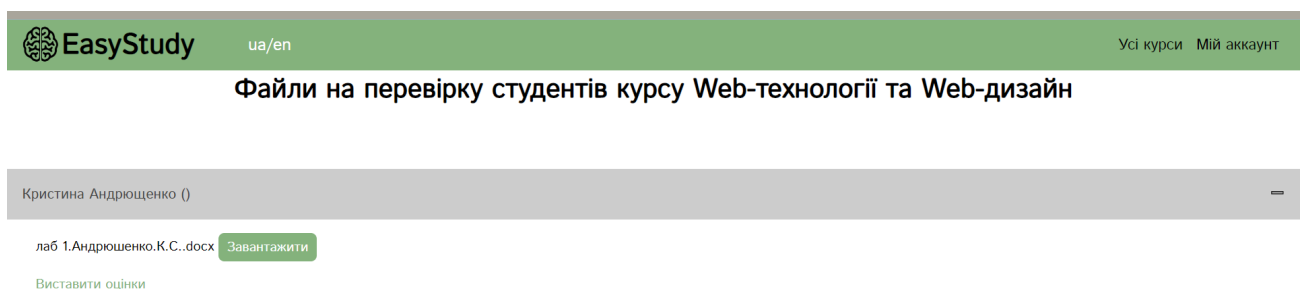 EasyStudy ua/en Усі курси Мій аккаунт
Файли на перевірку студентів курсу Web-технології та Web-дизайн
Кристина Андрющенко ()
лаб 1.Андрюшенко.К.С..docx Завантажити
Виставити оцінки